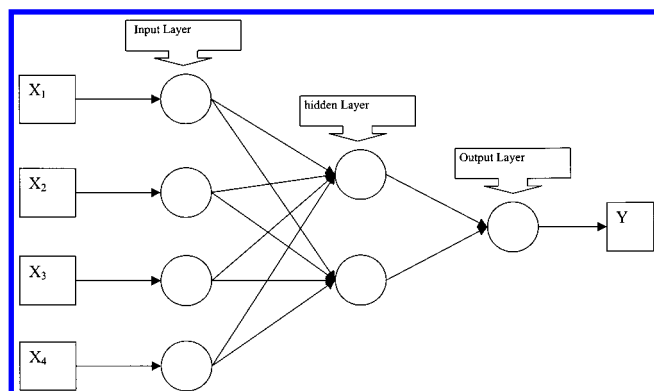 Input Layer
X₁
hidden Layer
Output Layer
X₂
Y
X₃
X₄